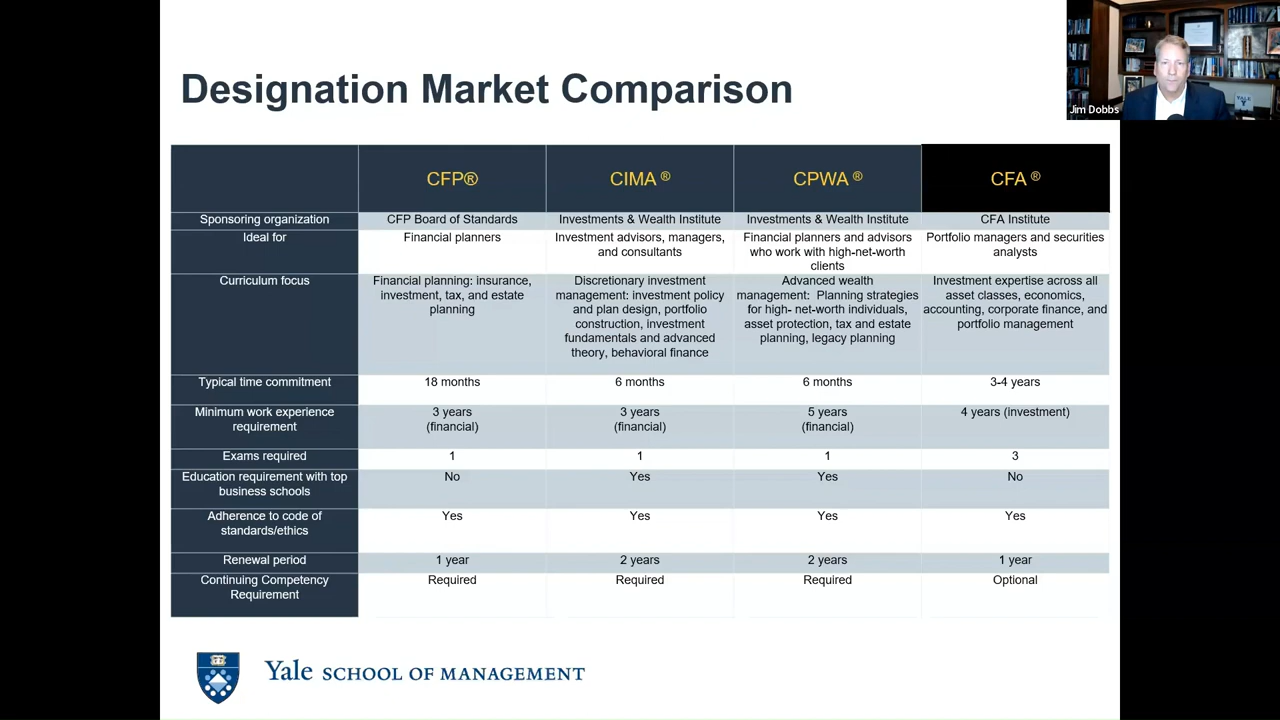 Designation Market Comparison
Jim Dobbs
CFP®
CIMA ®
CPWA ®
CFA ®
Sponsoring organization
CFP Board of Standards
Investments & Wealth Institute
Investments & Wealth Institute
CFA Institute
Ideal for
Financial planners
Investment advisors, managers,
and consultants
Financial planners and advisors
who work with high-net-worth
clients
Portfolio managers and securities
analysts
Curriculum focus
Financial planning: insurance,
investment, tax, and estate
planning
Discretionary investment
management: investment policy
and plan design, portfolio
construction, investment
fundamentals and advanced
theory, behavioral finance
Advanced wealth
management:  Planning strategies
for high- net-worth individuals,
asset protection, tax and estate
planning, legacy planning
Investment expertise across all
asset classes, economics,
accounting, corporate finance, and
portfolio management
Typical time commitment
18 months
6 months
6 months
3-4 years
Minimum work experience
requirement
3 years
(financial)
3 years
(financial)
5 years
(financial)
4 years (investment)
Exams required
1
1
1
3
Education requirement with top
business schools
No
Yes
Yes
No
Adherence to code of
standards/ethics
Yes
Yes
Yes
Yes
Renewal period
1 year
2 years
2 years
1 year
Continuing Competency
Requirement
Required
Required
Required
Optional
Yale SCHOOL OF MANAGEMENT
YALE